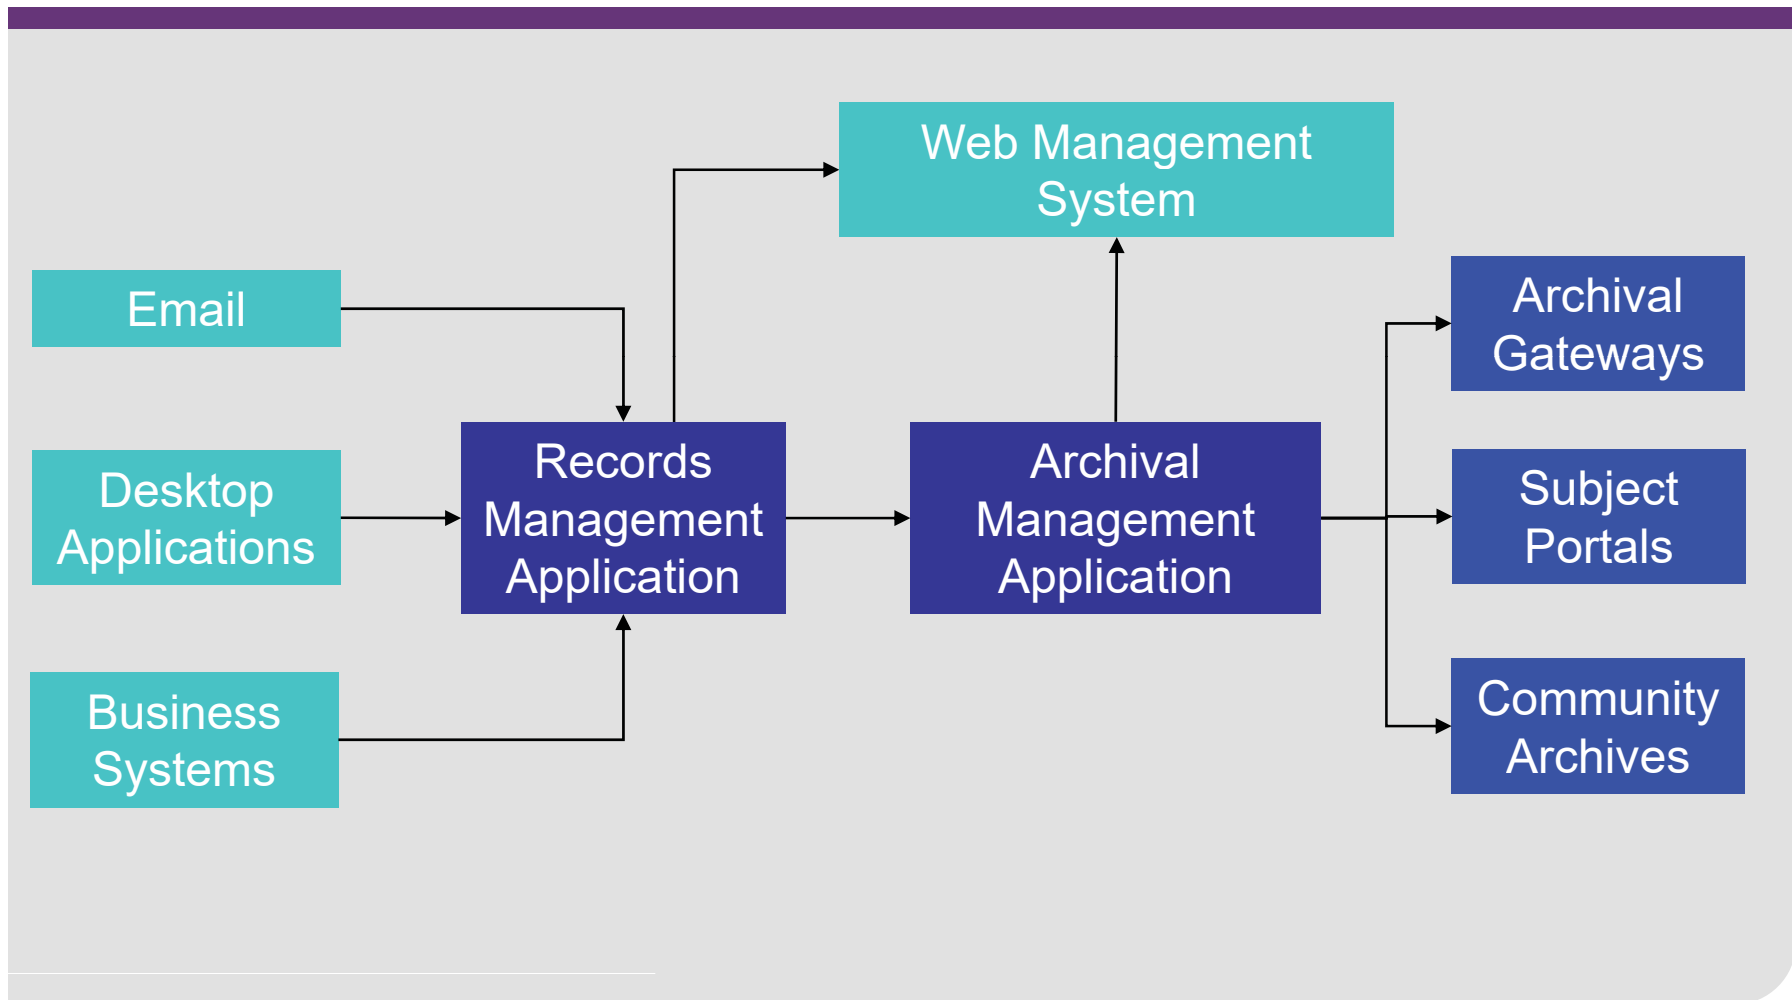 Web Management
System
Email
Archival
Gateways
Desktop
Applications
Records
Management
Application
Archival
Management
Application
Subject
Portals
Business
Systems
Community
Archives